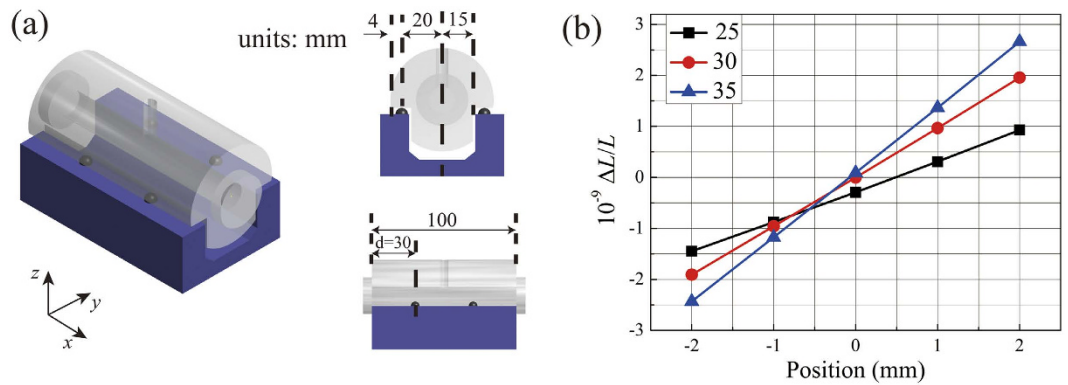 (a)
units: mm
4
20
15
100
d=30
z
y
x
(b)
25
30
35
10⁻⁹ ΔL/L
3
2
1
0
-1
-2
-3
-2
-1
0
1
2
Position (mm)